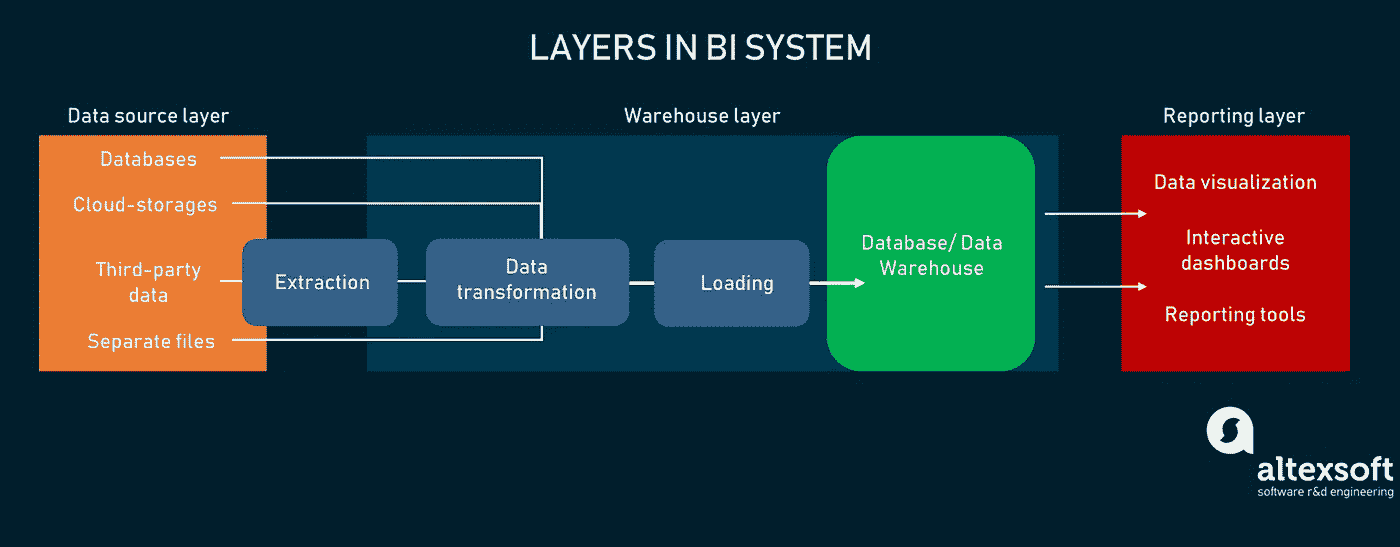 LAYERS IN BI SYSTEM
Data source layer
Databases
Cloud-storages
Third-party
data
Separate files
Extraction
Warehouse layer
Data
transformation
Loading
Database/ Data
Warehouse
Reporting layer
Data visualization
Interactive
dashboards
Reporting tools
altexsoft
software r&d engineering